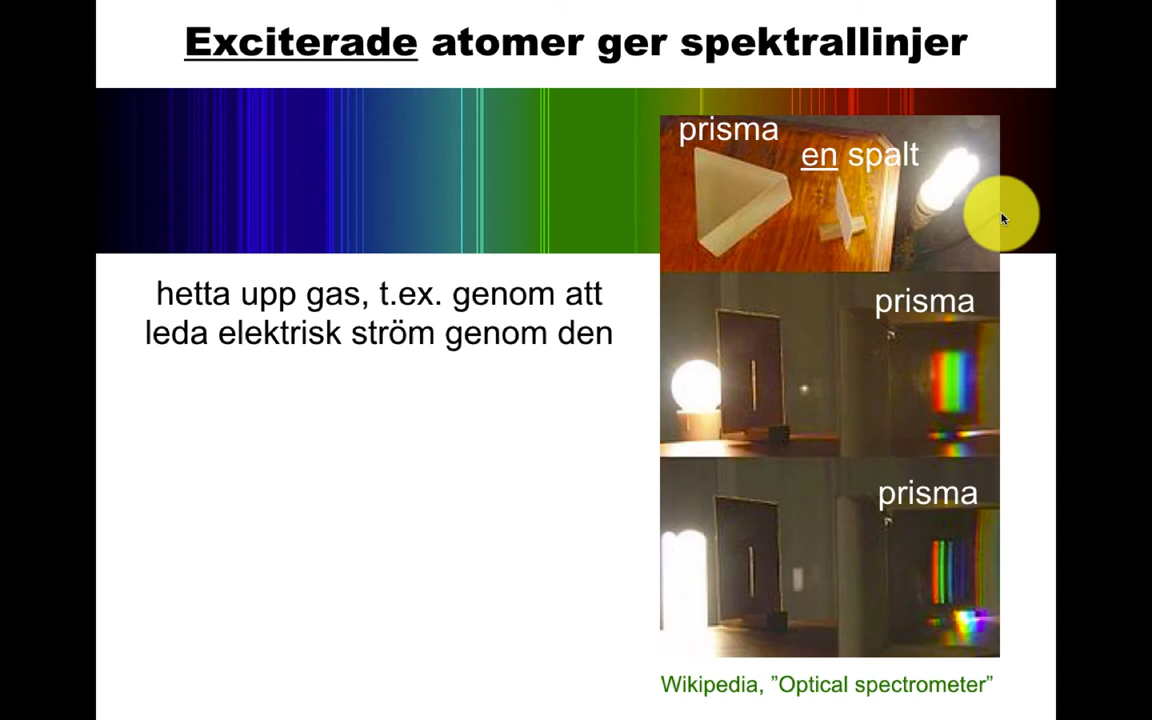 Exciterade atomer ger spektrallinjer
prisma
en spalt
hetta upp gas, t.ex. genom att
leda elektrisk ström genom den
prisma
prisma
Wikipedia, ”Optical spectrometer”